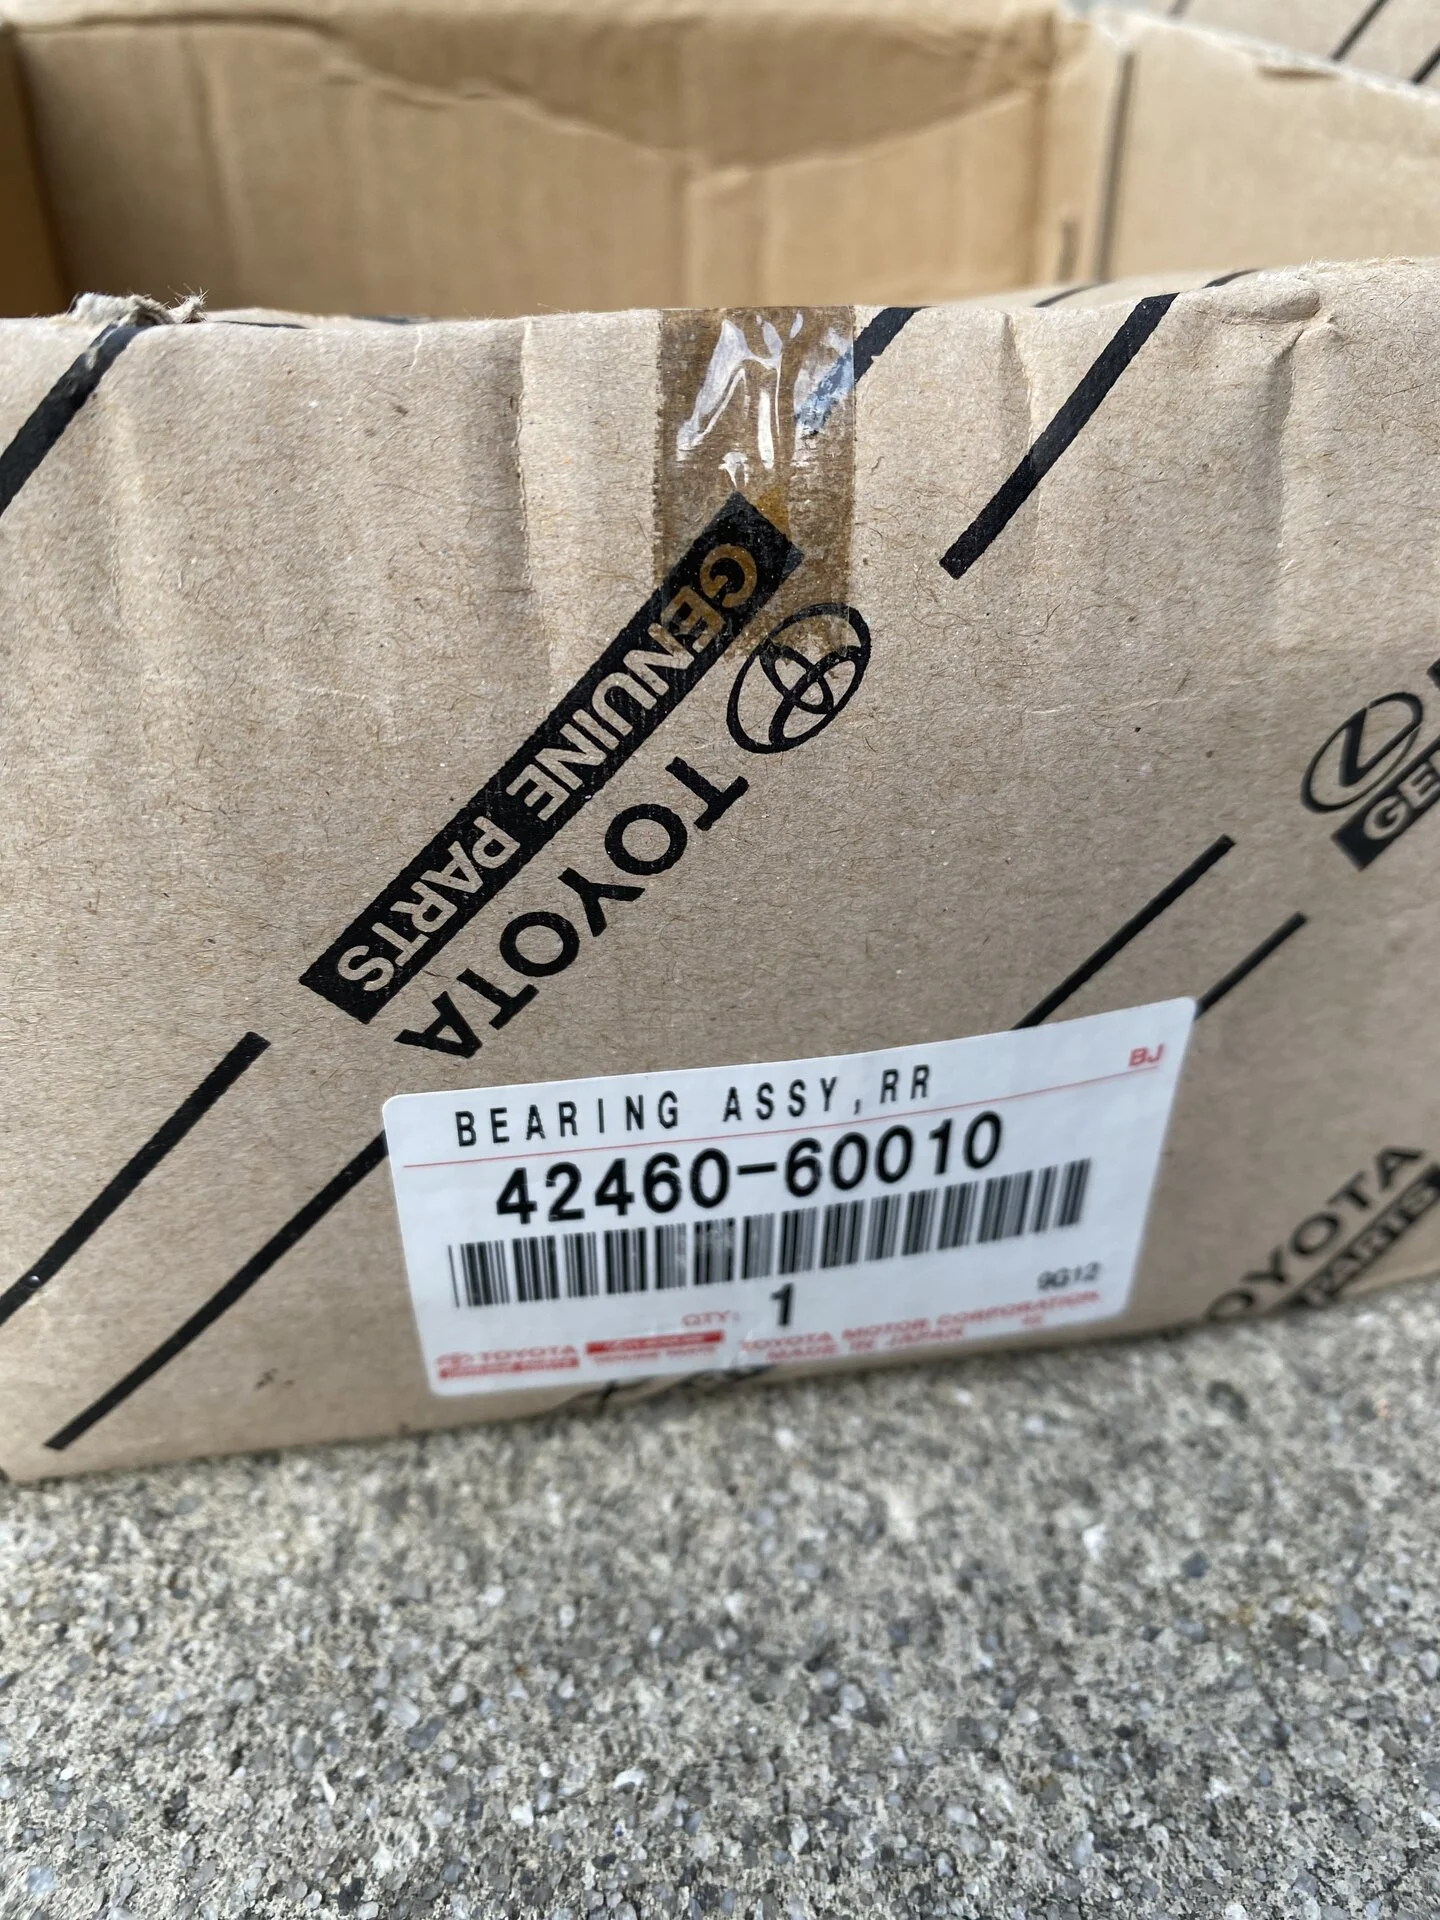 GENUINE PARTS
TOYOTA
GEN
BEARING ASSY,RR
BJ
42460-60010
9G12
QTY: 1
TOYOTA
TOYOTA MOTOR CORPORATION
MADE IN JAPAN
TOYOTA
PARTS